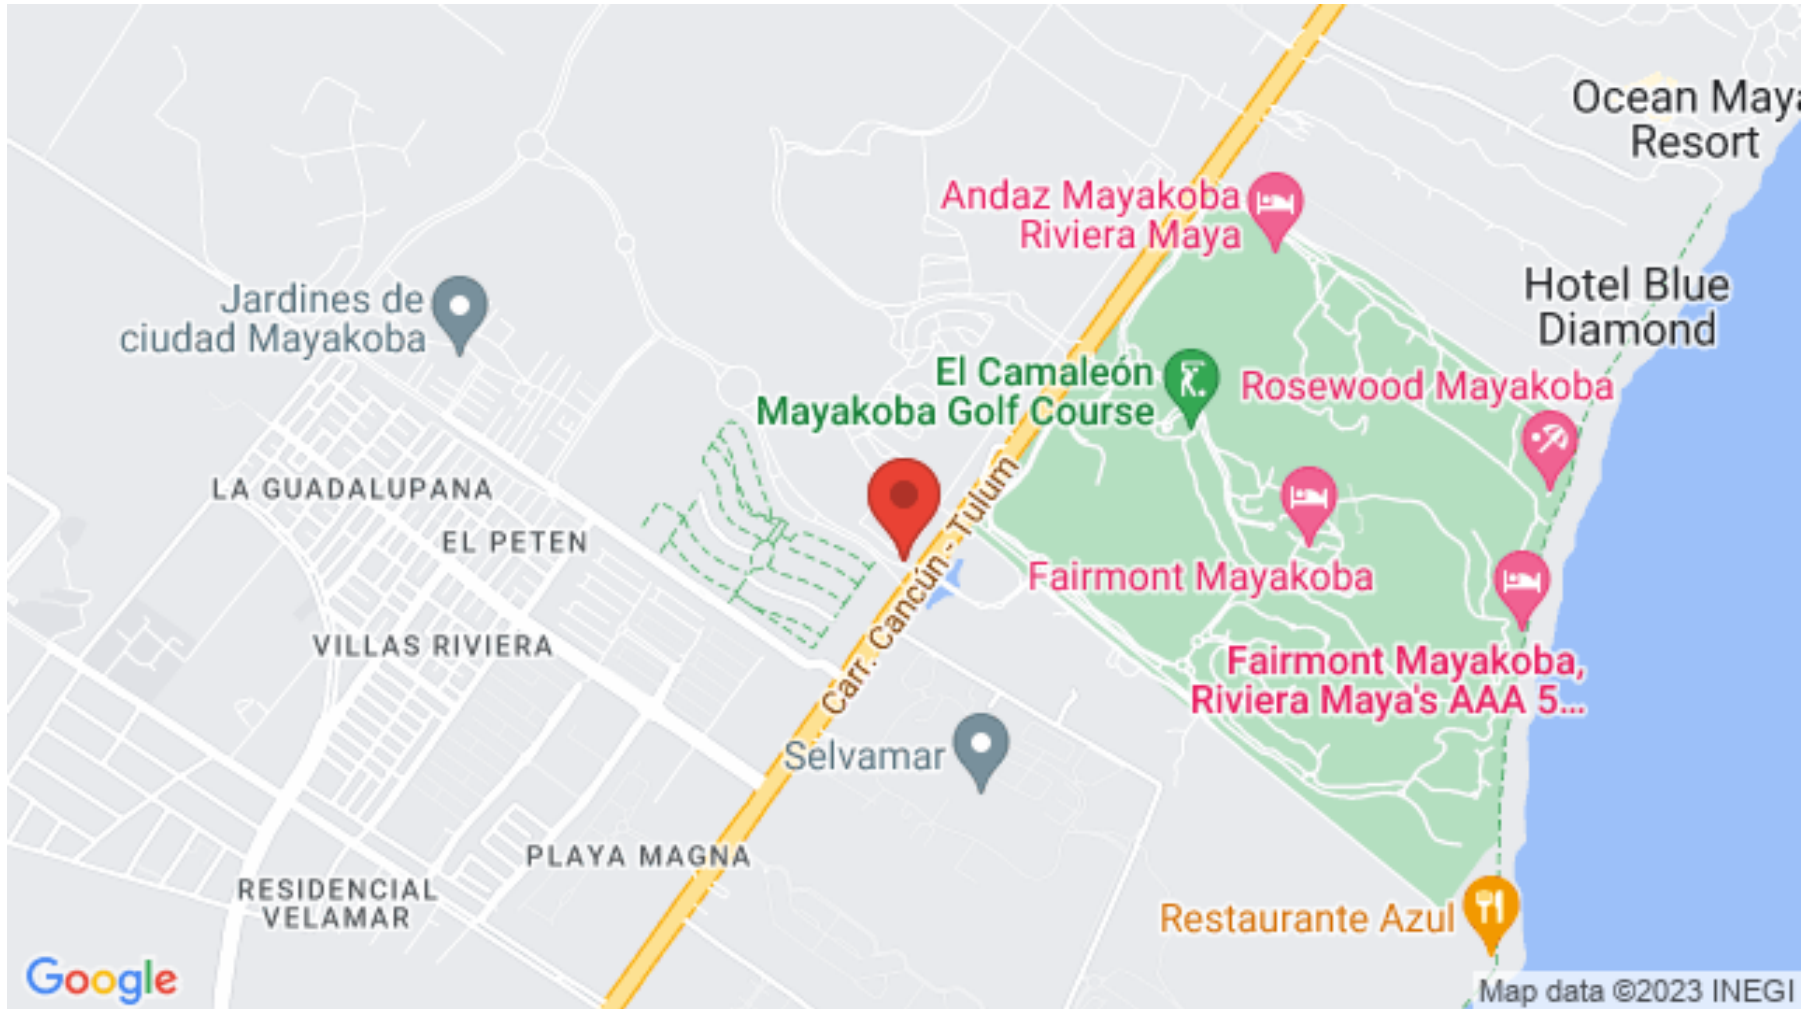 Ocean Maya
Resort
Andaz Mayakoba
Riviera Maya
Hotel Blue
Diamond
Jardines de
ciudad Mayakoba
El Camaleón
Mayakoba Golf Course
Rosewood Mayakoba
LA GUADALUPANA
EL PETEN
Carr. Cancún - Tulum
Fairmont Mayakoba
VILLAS RIVIERA
Fairmont Mayakoba,
Riviera Maya's AAA 5...
Selvamar
PLAYA MAGNA
RESIDENCIAL
VELAMAR
Restaurante Azul
Google
Map data ©2023 INEGI